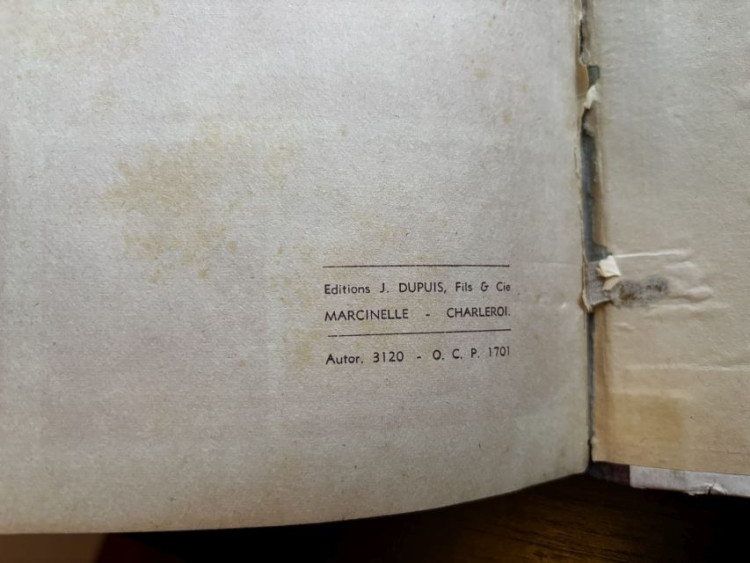 Editions J. DUPUIS, Fils & Cie
MARCINELLE - CHARLEROI.
Autor. 3120 - O. C. P. 1701